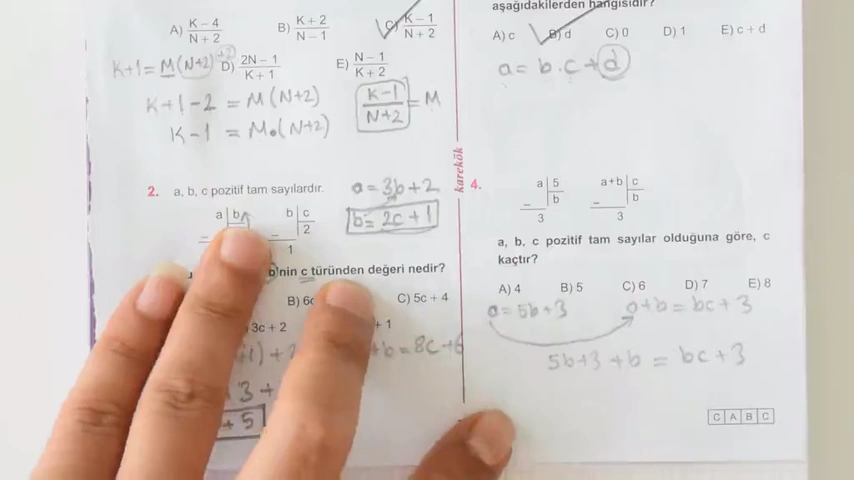 A) K-4/N+2
B) K+2/N-1
C) K-1/N+2
K+1 = M(N+2)+2
D) 2N-1/K+1
E) N-1/K+2
K+1-2 = M(N+2)
K-1 = M.(N+2)
K-1/N+2 = M
2. a, b, c pozitif tam sayılardır.
a b
b c
2
1
a = 3b+2
b = 2c+1
b'nin c türünden değeri nedir?
C) 5c + 4
3c + 2
+ 1
b = 8c+6
3 +
+ 5
karekök
aşağıdakilerden hangisidir?
A) c
B) d
C) 0
D) 1
E) c + d
a = b.c+d
4.
a 5
b
3
a+b c
b
3
a, b, c pozitif tam sayılar olduğuna göre, c
kaçtır?
A) 4
B) 5
C) 6
D) 7
E) 8
a = 5b+3
a+b = bc+3
5b+3+b = bc+3
C A B C